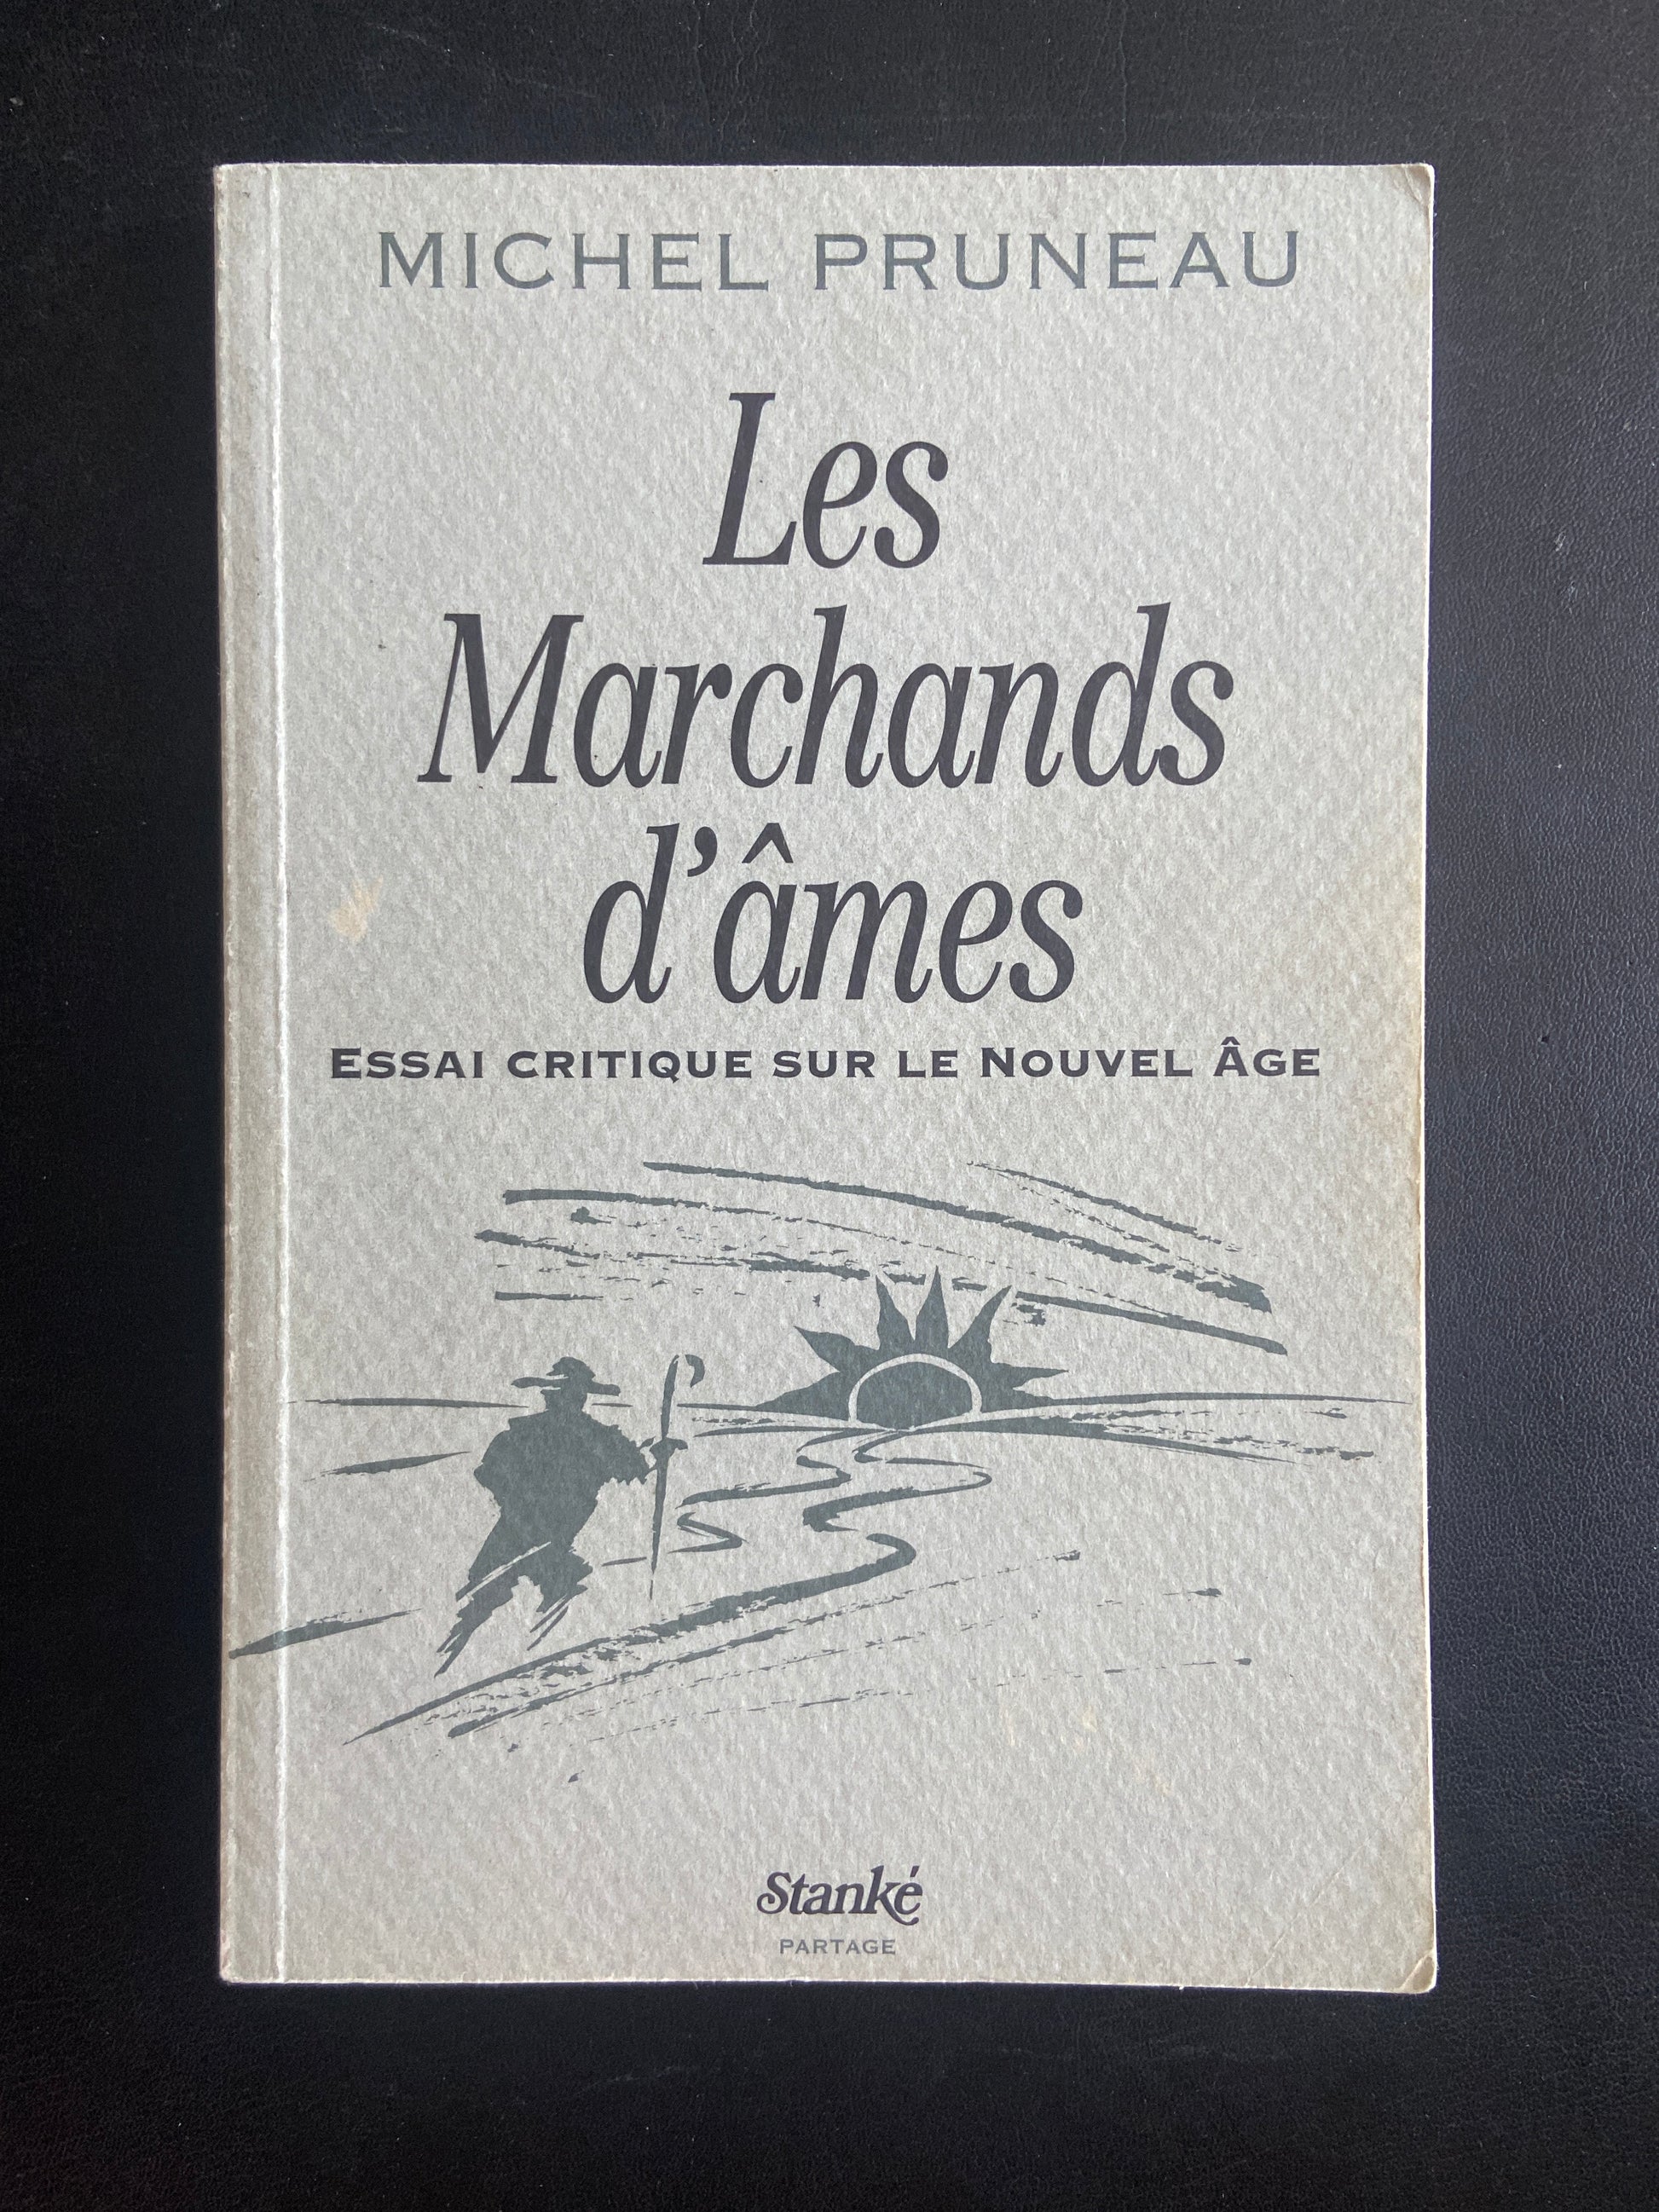 MICHEL PRUNEAU
Les
Marchands
d’âmes
ESSAI CRITIQUE SUR LE NOUVEL ÂGE
Stanké
PARTAGE